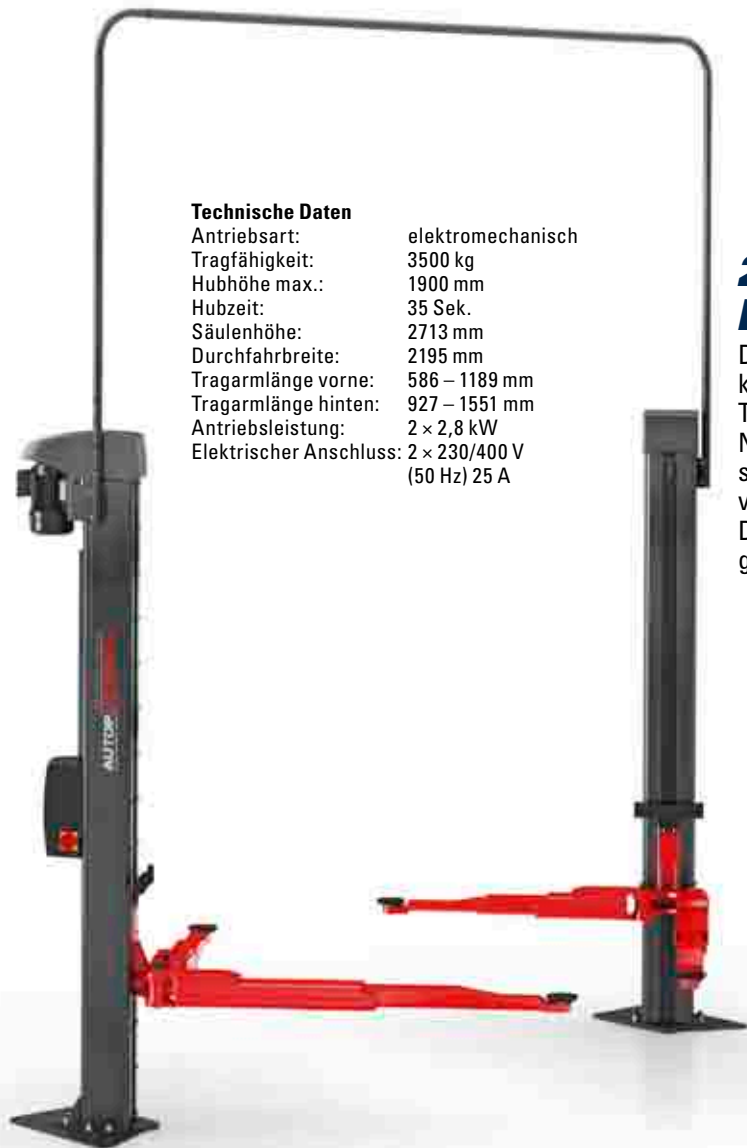 Technische Daten
Antriebsart: elektromechanisch
Tragfähigkeit: 3500 kg
Hubhöhe max.: 1900 mm
Hubzeit: 35 Sek.
Säulenhöhe: 2713 mm
Durchfahrbreite: 2195 mm
Tragarmlänge vorne: 586 – 1189 mm
Tragarmlänge hinten: 927 – 1551 mm
Antriebsleistung: 2 × 2,8 kW
Elektrischer Anschluss: 2 × 230/400 V
(50 Hz) 25 A
AUTOP